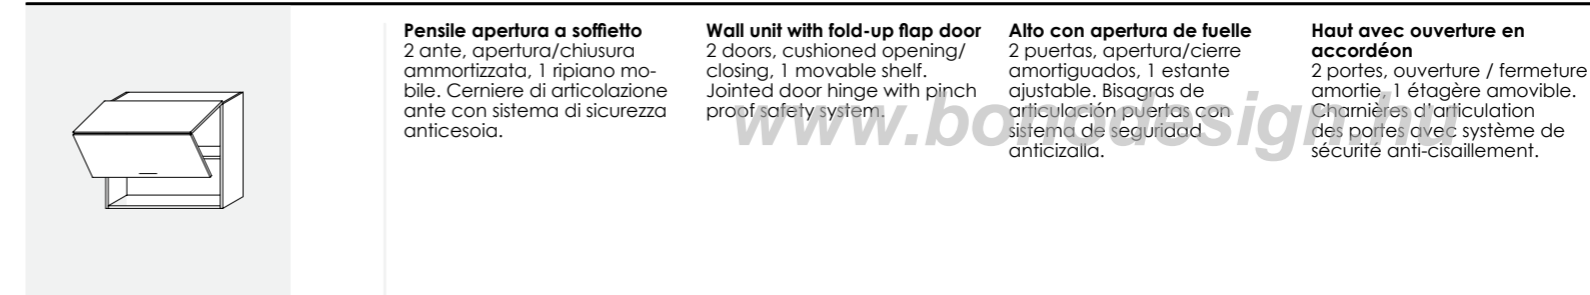 Pensile apertura a soffietto
2 ante, apertura/chiusura
ammortizzata, 1 ripiano mo-
bile. Cerniere di articolazione
ante con sistema di sicurezza
anticesoia.
Wall unit with fold-up flap door
2 doors, cushioned opening/
closing, 1 movable shelf.
Jointed door hinge with pinch
proof safety system.
Alto con apertura de fuelle
2 puertas, apertura/cierre
amortiguados, 1 estante
ajustable. Bisagras de
articulación puertas con
sistema de seguridad
anticizalla.
Haut avec ouverture en
accordéon
2 portes, ouverture / fermeture
amortie, 1 étagère amovible.
Charnières d'articulation
des portes avec système de
sécurité anti-cisaillement.
www.bonodesign.hu